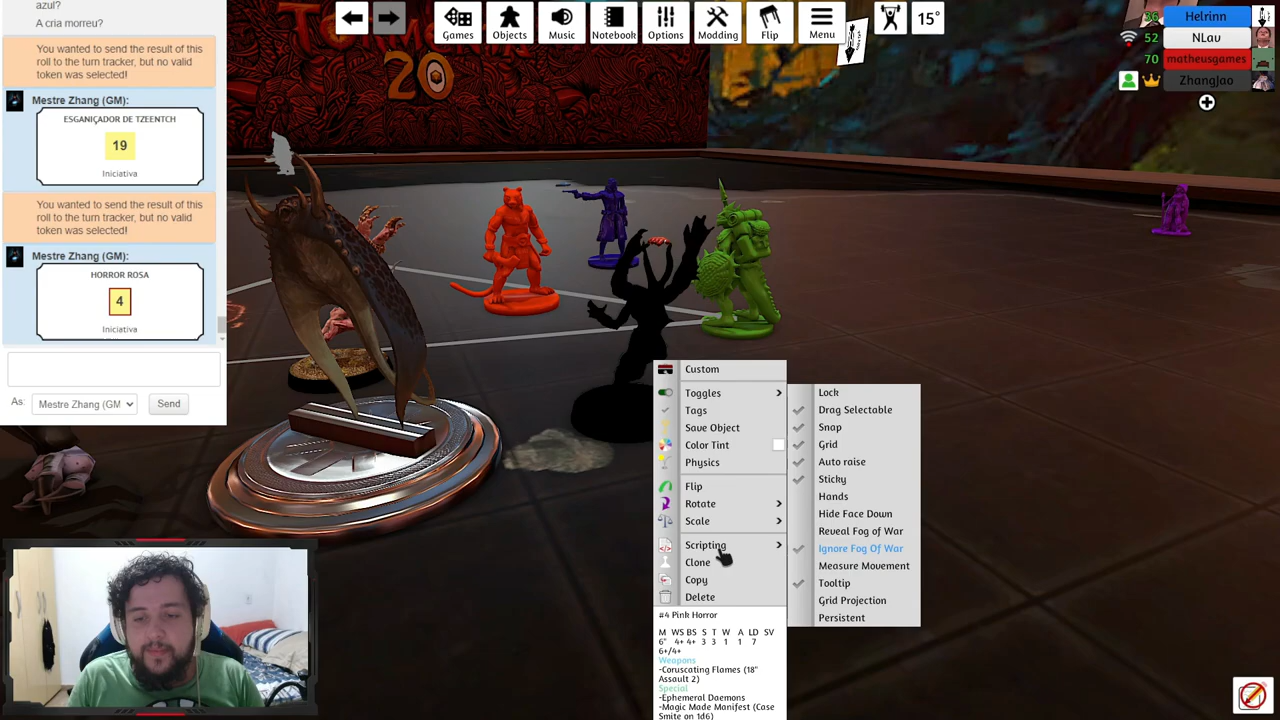 azul?
A cria morreu?
You wanted to send the result of this
roll to the turn tracker, but no valid
token was selected!
Mestre Zhang (GM):
ESGANIÇADOR DE TZEENTCH
19
Iniciativa
You wanted to send the result of this
roll to the turn tracker, but no valid
token was selected!
Mestre Zhang (GM):
HORROR ROSA
4
Iniciativa
As:
Mestre Zhang (GM)
Send
20
Games
Objects
Music
Notebook
Options
Modding
Flip
Menu
15°
36
Helrinn
52
NLav
70
matheusgames
ZhangJao
Custom
Toggles
Tags
Save Object
Color Tint
Physics
Flip
Rotate
Scale
Scripting
Clone
Copy
Delete
#4 Pink Horror
M WS BS S T W A LD SV
6" 4+ 4+ 3 3 1 1 7
6+/4+
Weapons
-Coruscating Flames (18"
Assault 2)
Special
-Ephemeral Daemons
-Magic Made Manifest (Case
Smite on 1d6)
Lock
Drag Selectable
Snap
Grid
Auto raise
Sticky
Hands
Hide Face Down
Reveal Fog of War
Ignore Fog Of War
Measure Movement
Tooltip
Grid Projection
Persistent